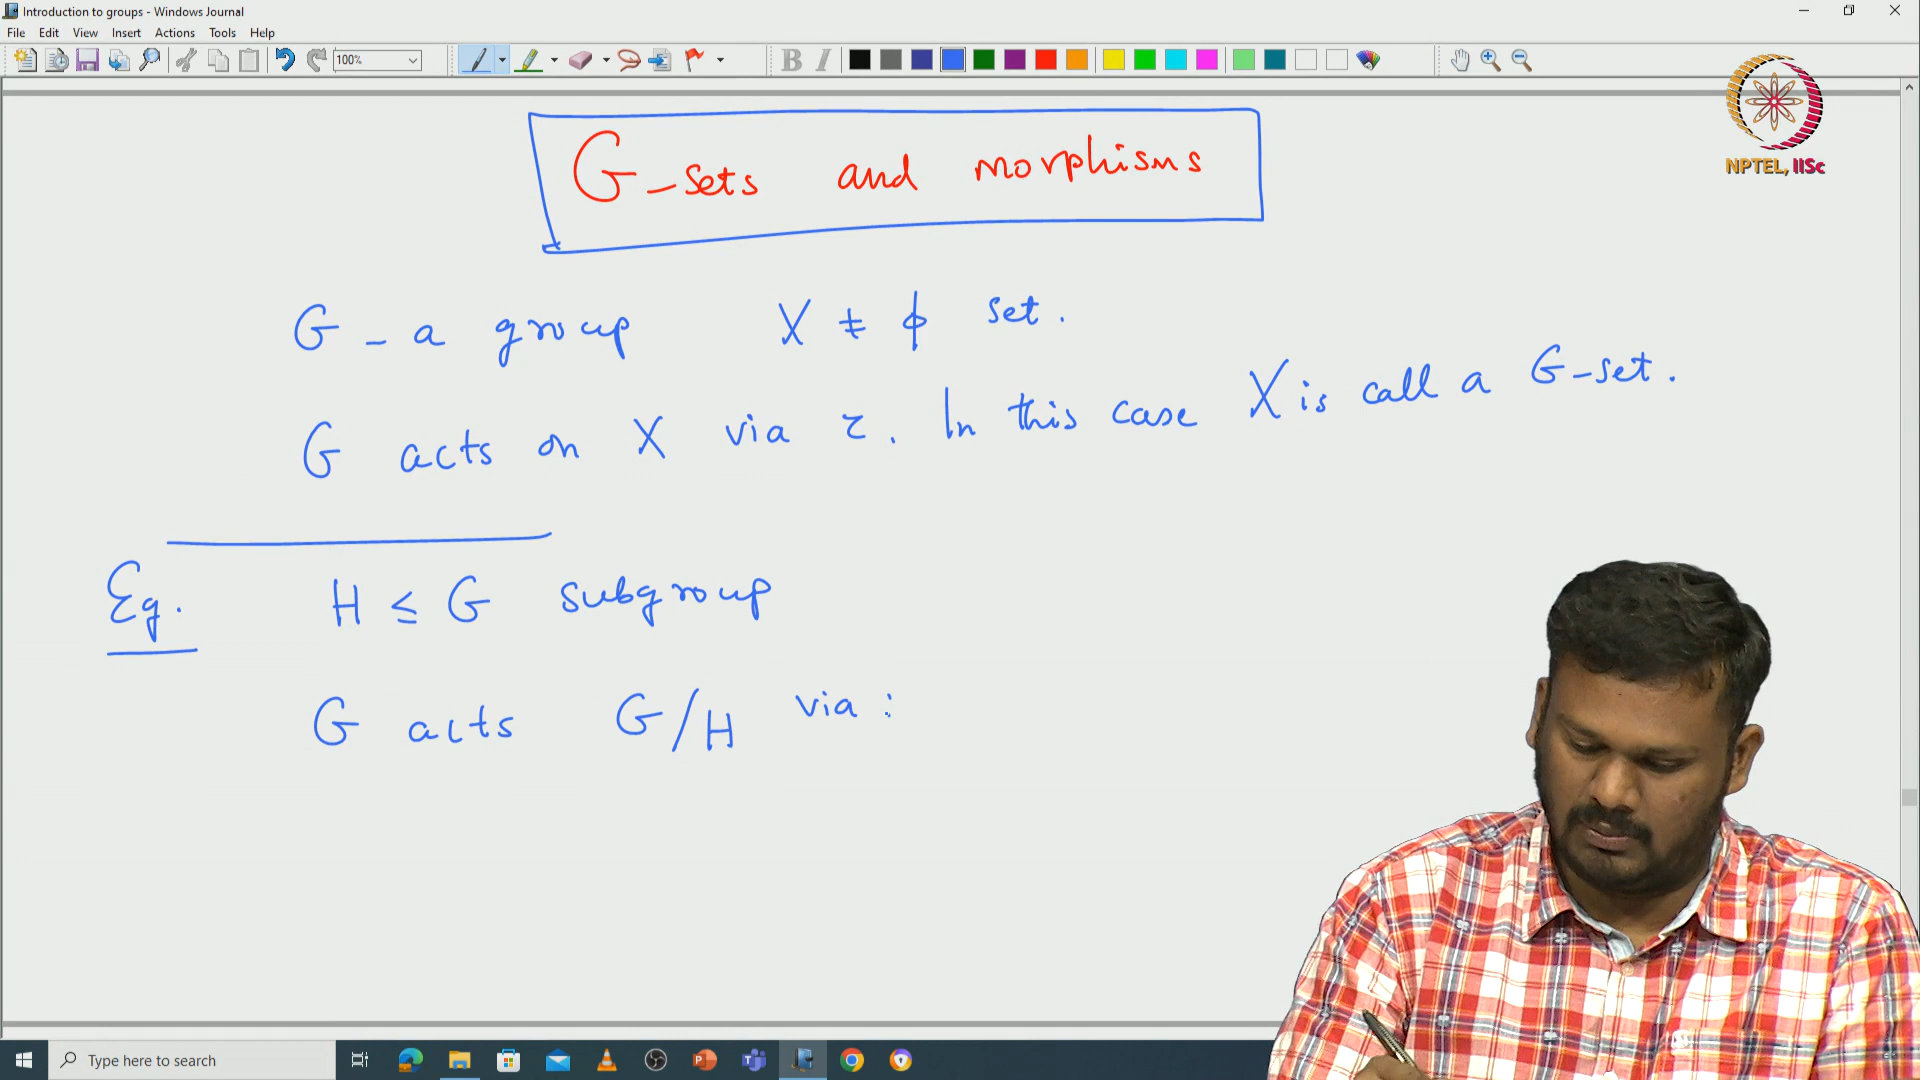 Introduction to groups - Windows Journal
File Edit View Insert Actions Tools Help
100%
B I
NPTEL, IISc
G-sets and morphisms
G - a group X ≠ ϕ set.
G acts on X via τ. In this case X is call a G-set.
Eg. H ≤ G subgroup
G acts G/H via :
Type here to search